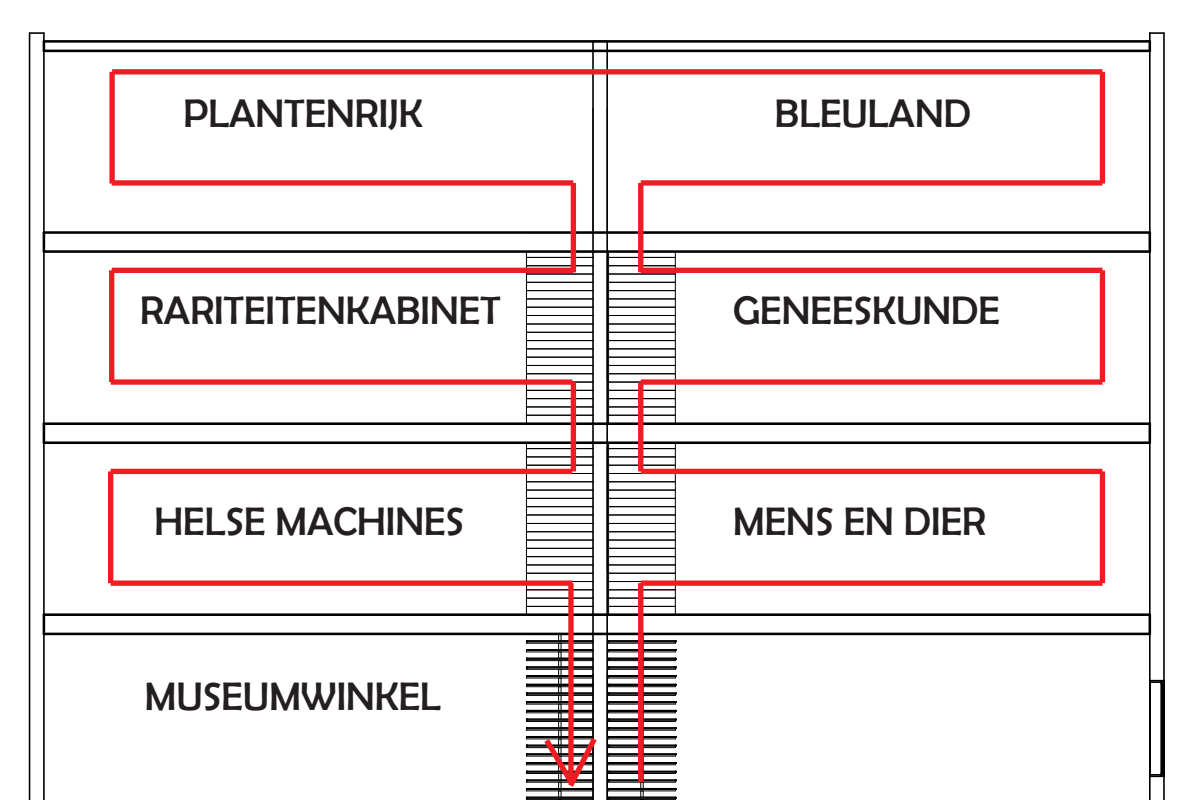 PLANTENRIJK
BLEULAND
RARITEITENKABINET
GENEESKUNDE
HELSE MACHINES
MENS EN DIER
MUSEUMWINKEL